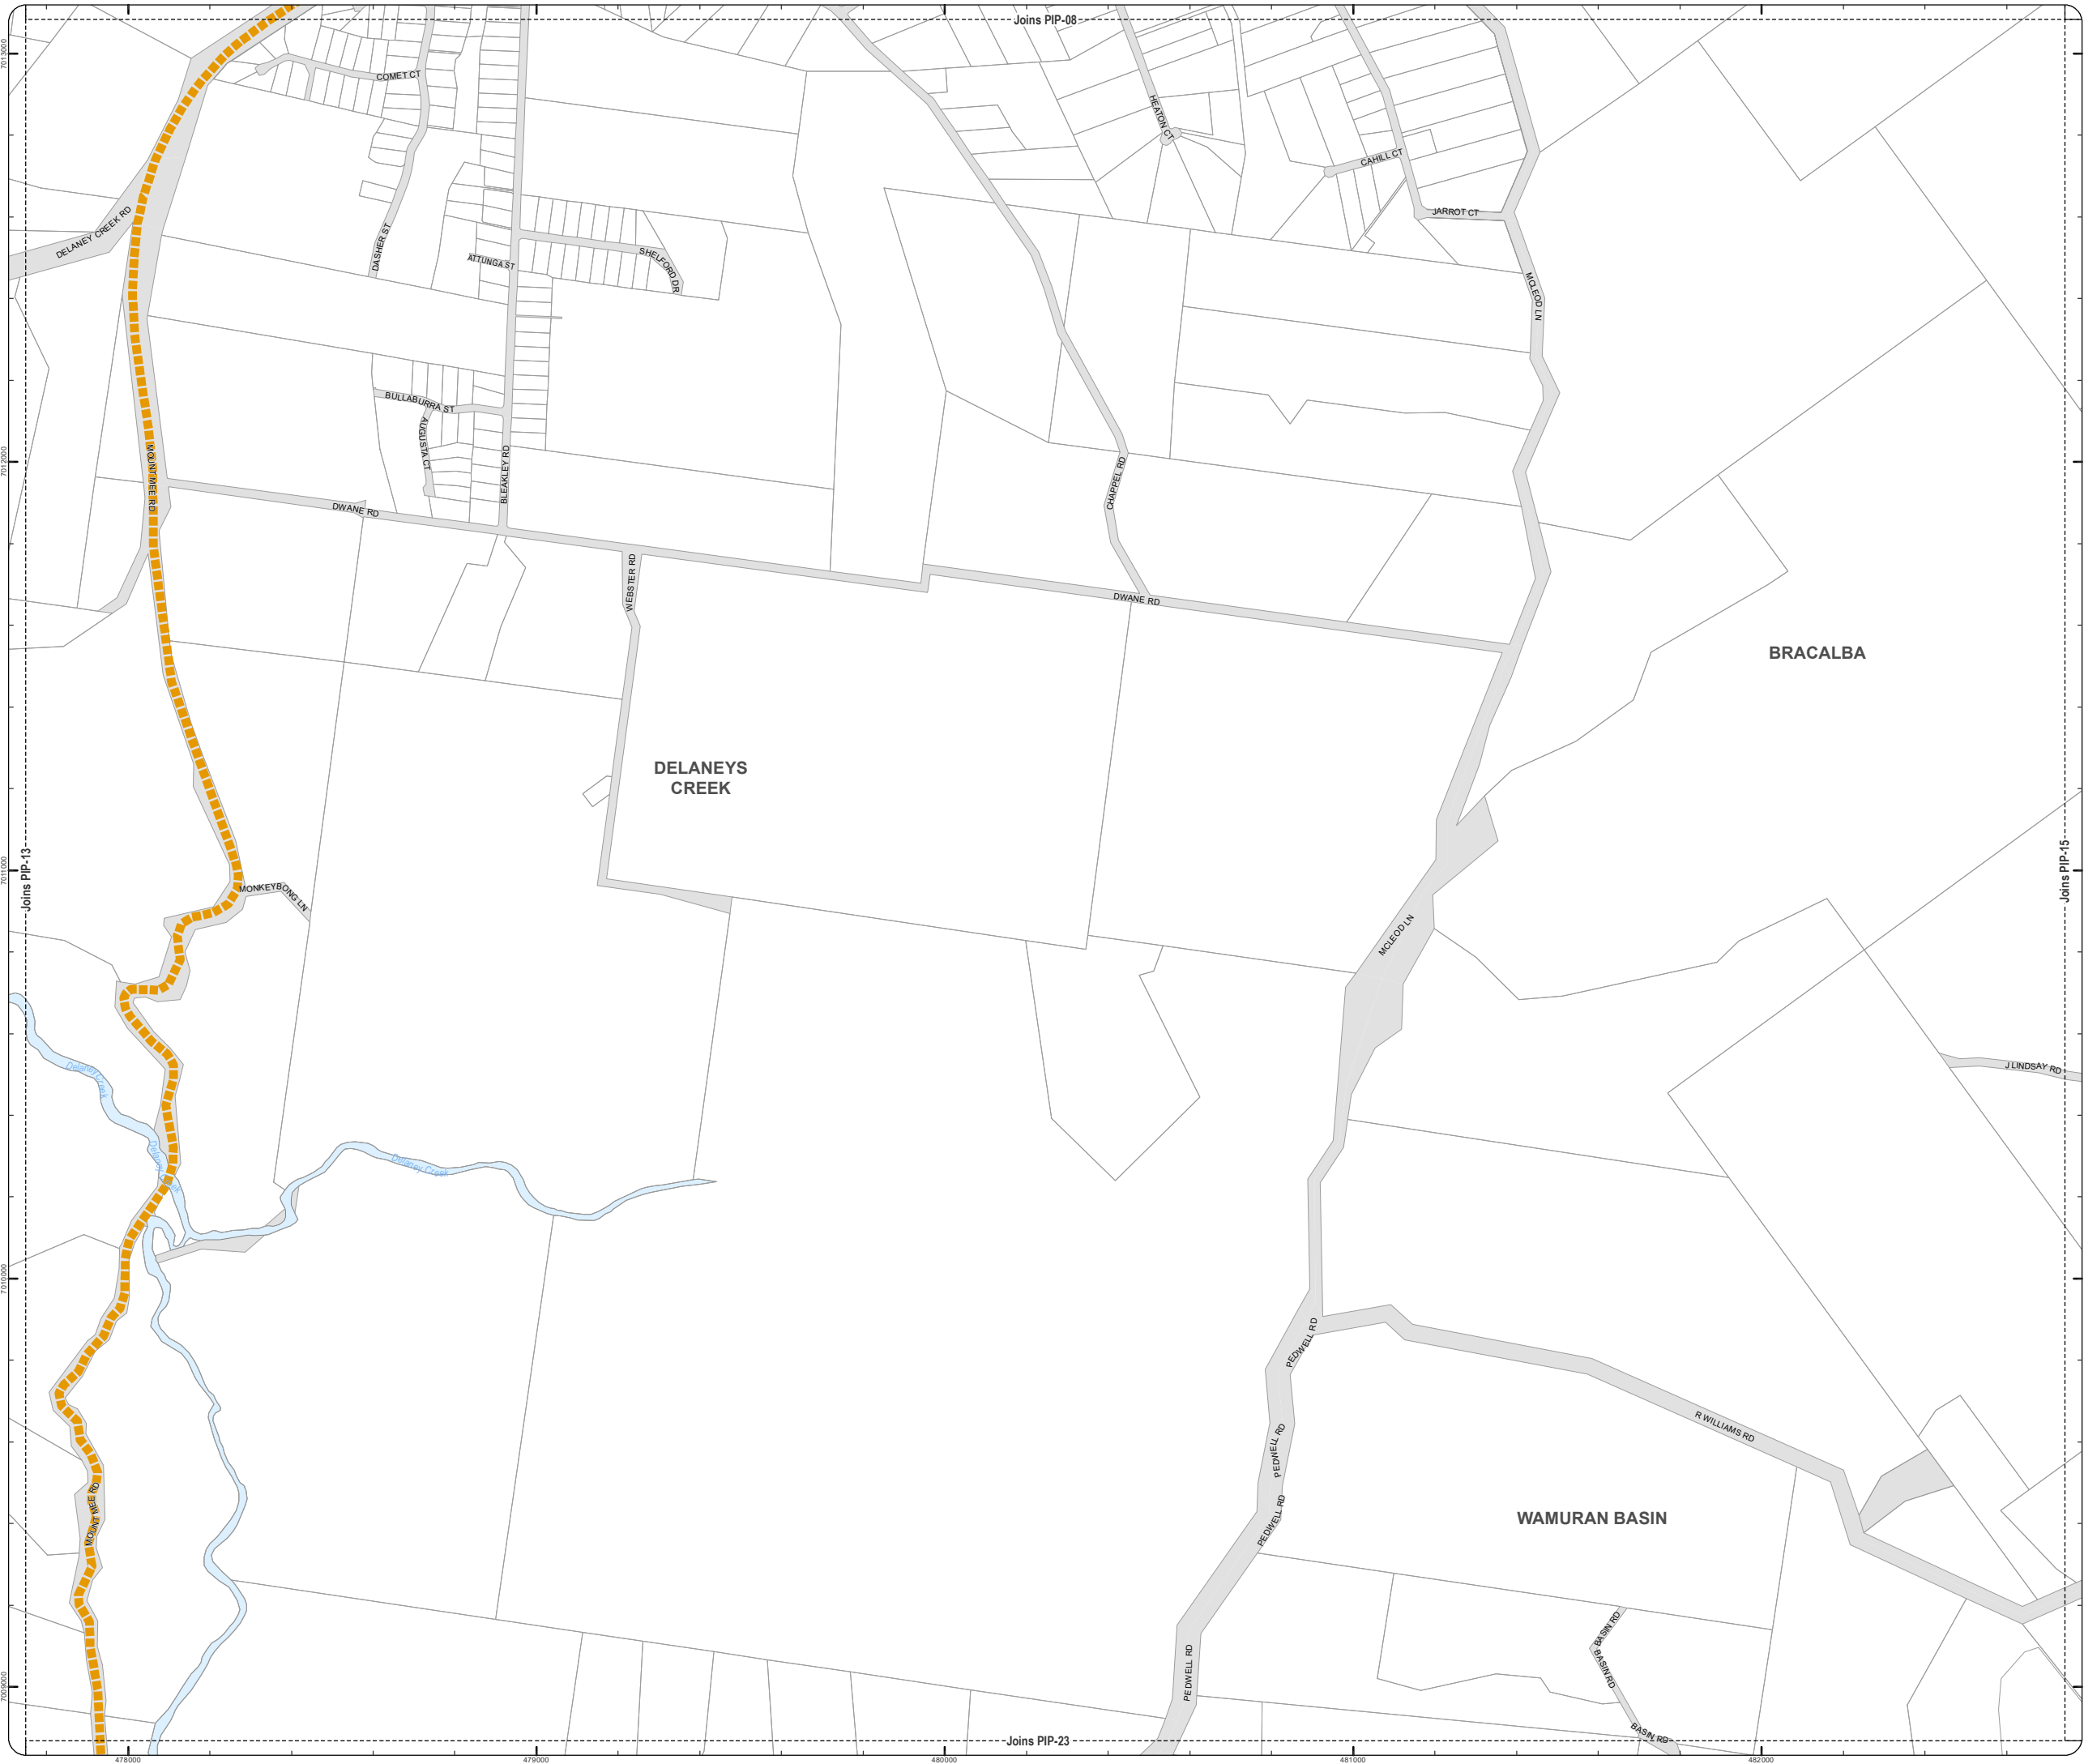 Joins PIP-08
7013000
COMET CT
HEATON CT
CAHILL CT
DELANEY CREEK RD
JARROT CT
DASHER ST
ATTUNGA ST
SHELFORD DR
MCLEOD LN
BULLABURRA ST
AUGUSTA CT
7012000
MOUNT MEE RD
BLEAKLEY RD
CHAPPEL RD
DWANE RD
WEBSTER RD
DWANE RD
BRACALBA
DELANEYS
CREEK
7011000
Joins PIP-13
Joins PIP-15
MONKEYBONG LN
MCLEOD LN
Delaney Creek
J LINDSAY RD
Delaney Creek
Delaney Creek
7010000
PEDWELL RD
R WILLIAMS RD
PEDWELL RD
MOUNT MEE RD
PEDWELL RD
WAMURAN BASIN
BASIN RD
BASIN RD
PEDWELL RD
7009000
BASIN RD
Joins PIP-23
478000
479000
480000
481000
482000